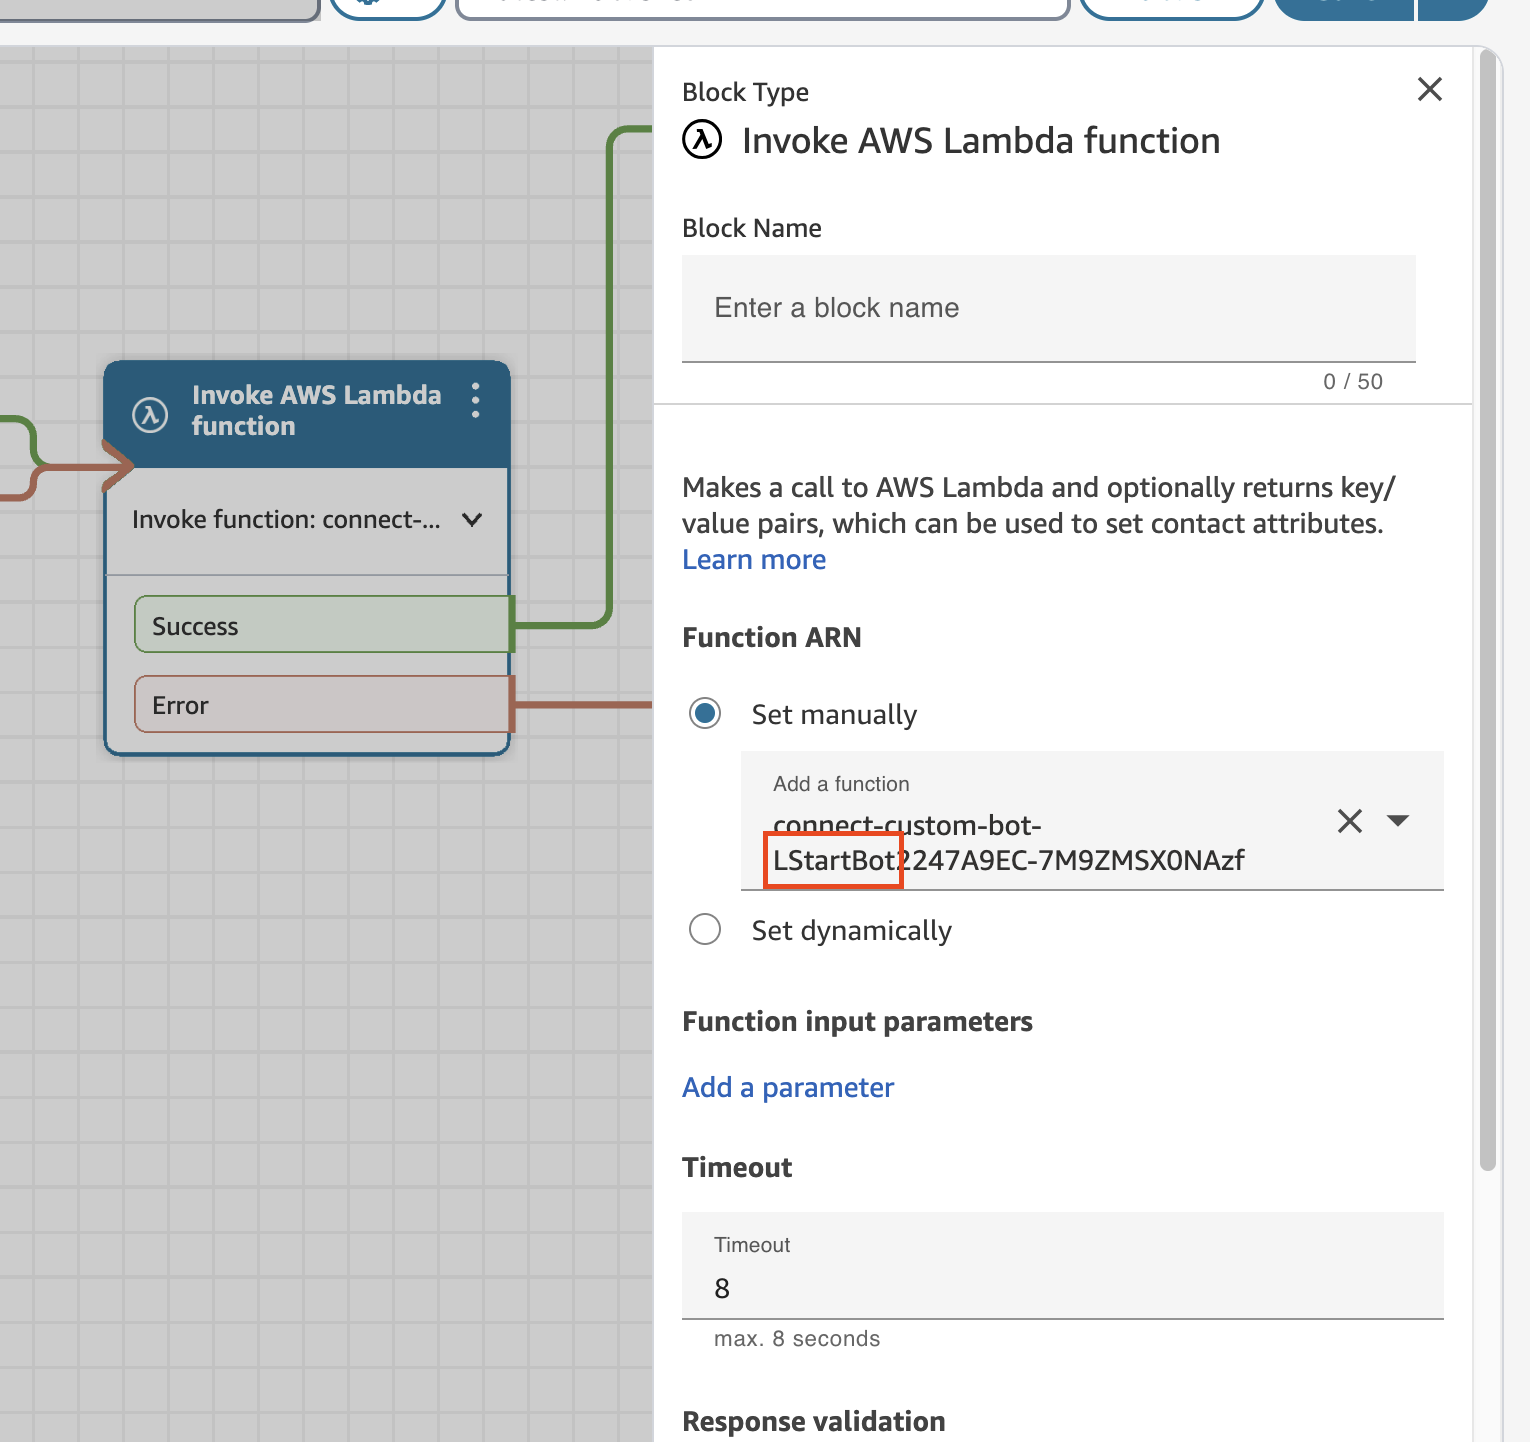 Block Type
Invoke AWS Lambda function
Block Name
Enter a block name
0 / 50
Invoke AWS Lambda
function
Invoke function: connect-...
Success
Error
Makes a call to AWS Lambda and optionally returns key/
value pairs, which can be used to set contact attributes.
Learn more
Function ARN
Set manually
Add a function
connect-custom-bot-
LStartBot2247A9EC-7M9ZMSX0NAzf
Set dynamically
Function input parameters
Add a parameter
Timeout
Timeout
8
max. 8 seconds
Response validation